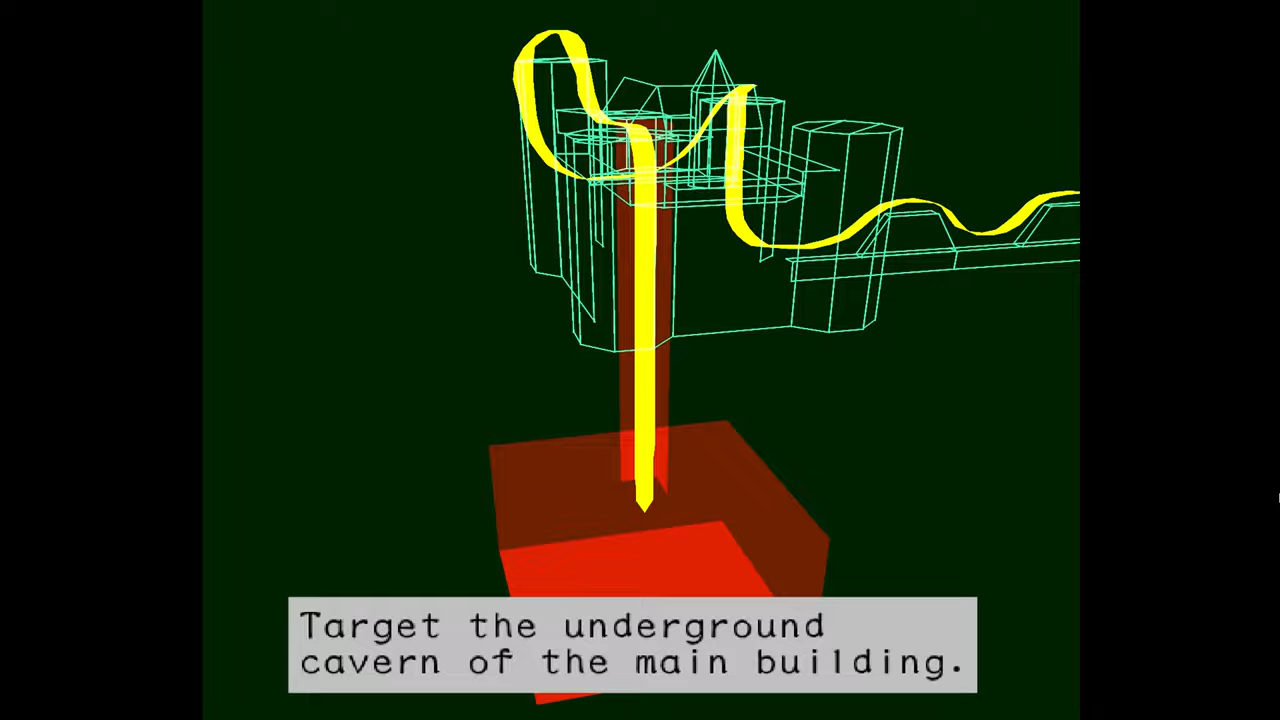 Target the underground
cavern of the main building.